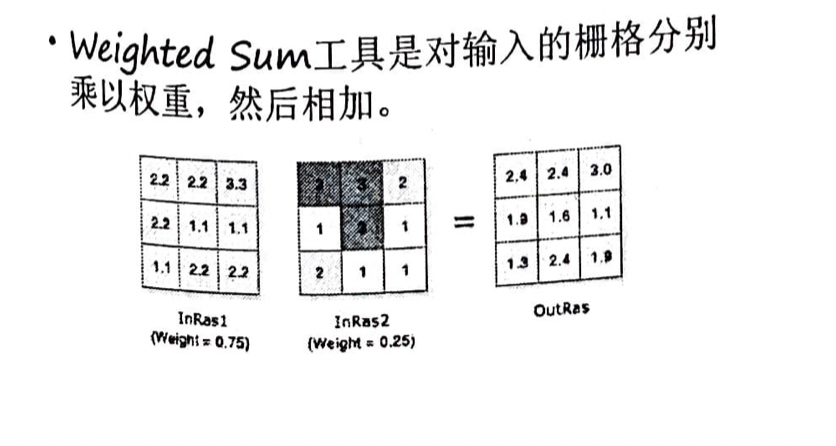 • Weighted Sum工具是对输入的栅格分别
乘以权重，然后相加。
2.2 2.2 3.3
2.2 1.1 1.1
1.1 2.2 2.2
InRas1
(Weight = 0.75)
3 2
1 1
2 1 1
InRas2
(Weight = 0.25)
=
2.4 2.4 3.0
1.9 1.6 1.1
1.3 2.4 1.9
OutRas